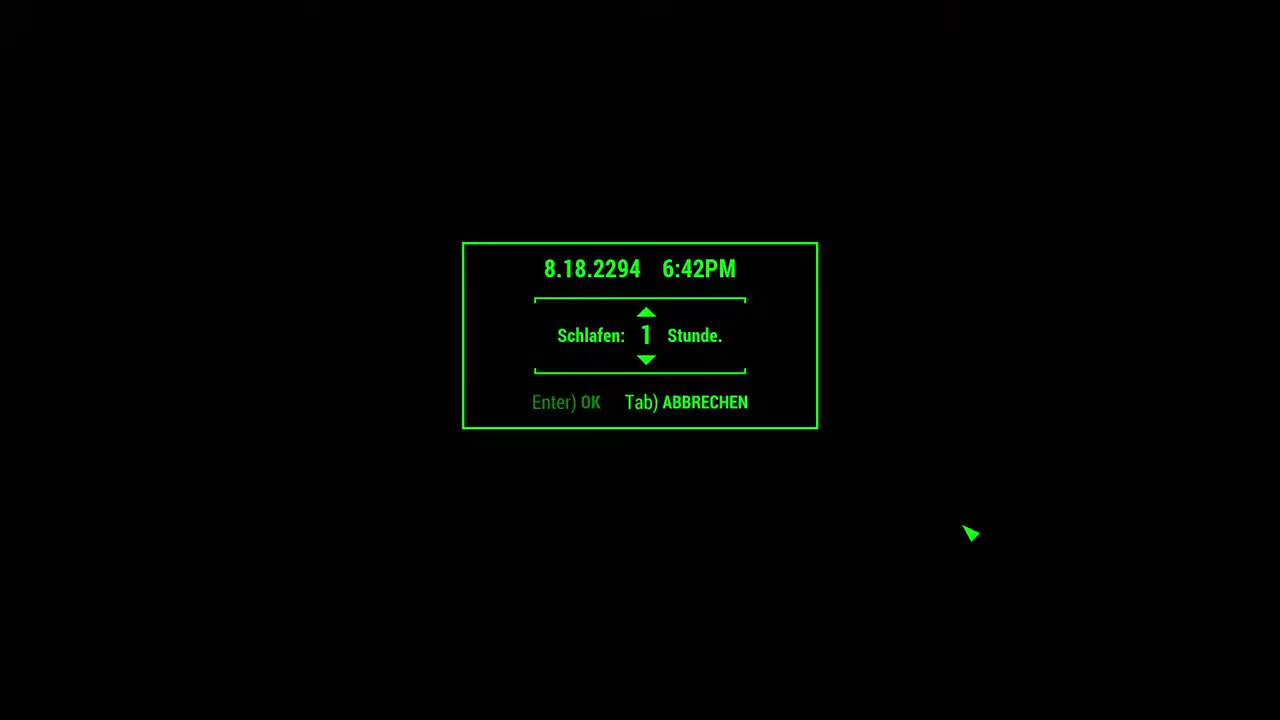 8.18.2294 6:42PM
Schlafen: 1 Stunde.
Enter) OK Tab) ABBRECHEN